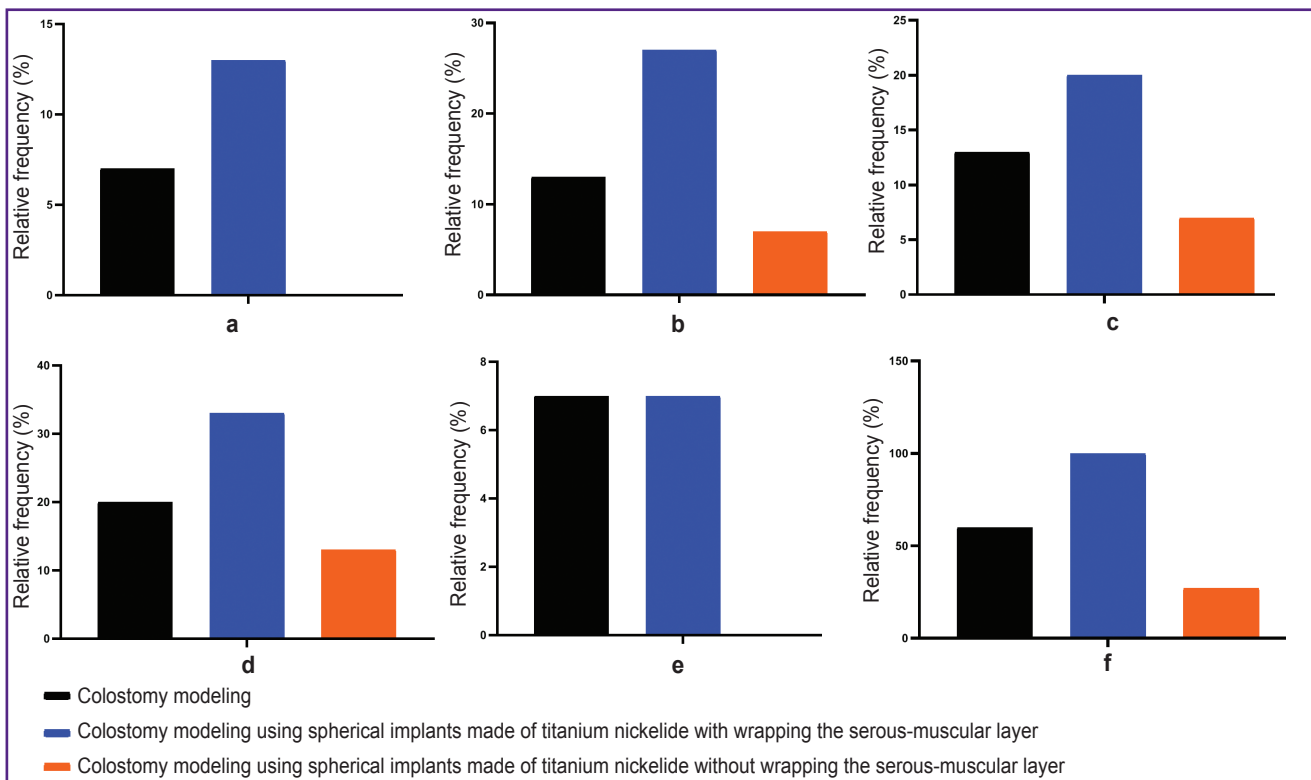 Relative frequency (%)
15
10
5
0
a
Relative frequency (%)
30
20
10
0
b
Relative frequency (%)
25
20
15
10
5
0
c
Relative frequency (%)
40
30
20
10
0
d
Relative frequency (%)
8
6
4
2
0
e
Relative frequency (%)
150
100
50
0
f
Colostomy modeling
Colostomy modeling using spherical implants made of titanium nickelide with wrapping the serous-muscular layer
Colostomy modeling using spherical implants made of titanium nickelide without wrapping the serous-muscular layer